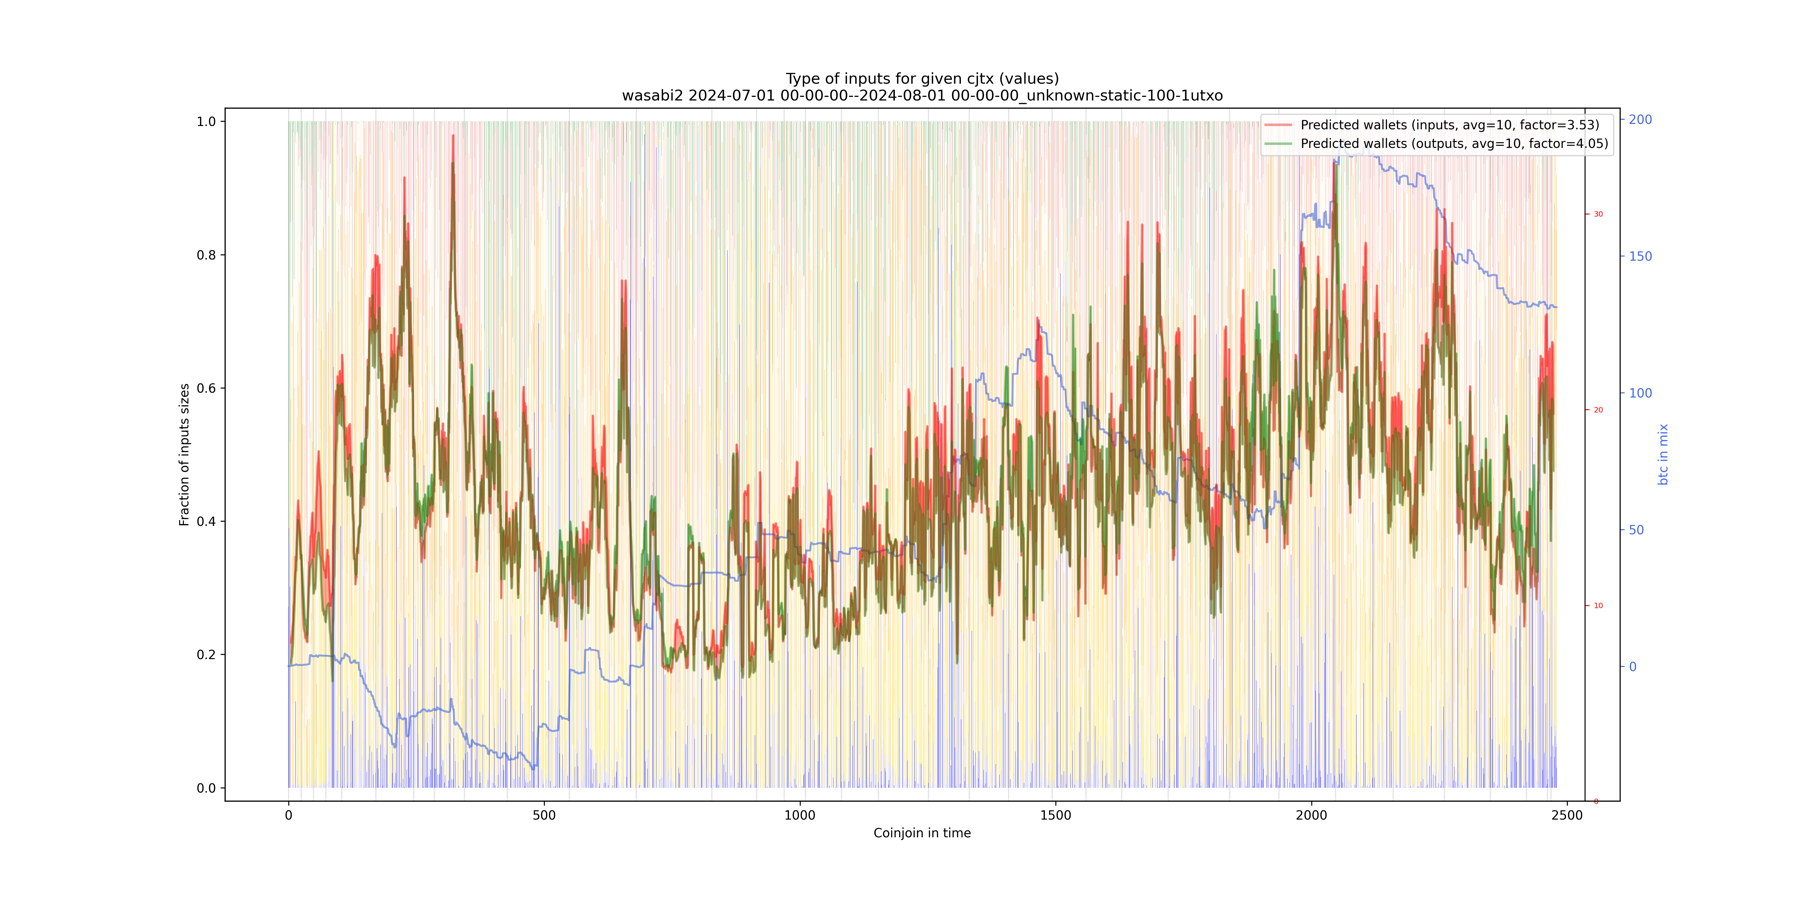 Type of inputs for given cjtx (values)
wasabi2 2024-07-01 00-00-00--2024-08-01 00-00-00_unknown-static-100-1utxo
Predicted wallets (inputs, avg=10, factor=3.53)
Predicted wallets (outputs, avg=10, factor=4.05)
Fraction of inputs sizes
1.0
0.8
0.6
0.4
0.2
0.0
0 500 1000 1500 2000 2500
Coinjoin in time
30
20
10
0
200
150
100
50
0
btc in mix